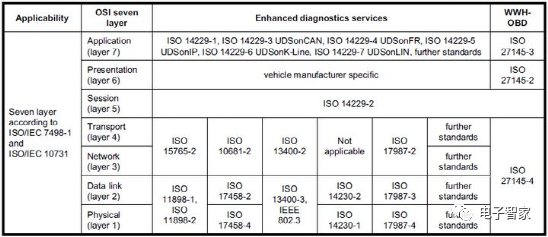 Applicability
OSI seven
layer
Enhanced diagnostics services
WWH-
OBD
Seven layer
according to
ISO/IEC 7498-1
and
ISO/IEC 10731
Application
(layer 7)
ISO 14229-1, ISO 14229-3 UDSonCAN, ISO 14229-4 UDSonFR, ISO 14229-5
UDSonIP, ISO 14229-6 UDSonK-Line, ISO 14229-7 UDSonLIN, further standards
ISO
27145-3
Presentation
(layer 6)
vehicle manufacturer specific
ISO
27145-2
Session
(layer 5)
ISO 14229-2
Transport
(layer 4)
Network
(layer 3)
ISO
15765-2
ISO
10681-2
ISO
13400-2
Not
applicable
ISO
17987-2
further
standards
further
standards
ISO
27145-4
Data link
(layer 2)
Physical
(layer 1)
ISO
11898-1,
ISO
11898-2
ISO
17458-2
ISO
17458-4
ISO
13400-3,
IEEE
802.3
ISO
14230-2
ISO
14230-1
ISO
17987-3
ISO
17987-4
further
standards
further
standards
电子智家